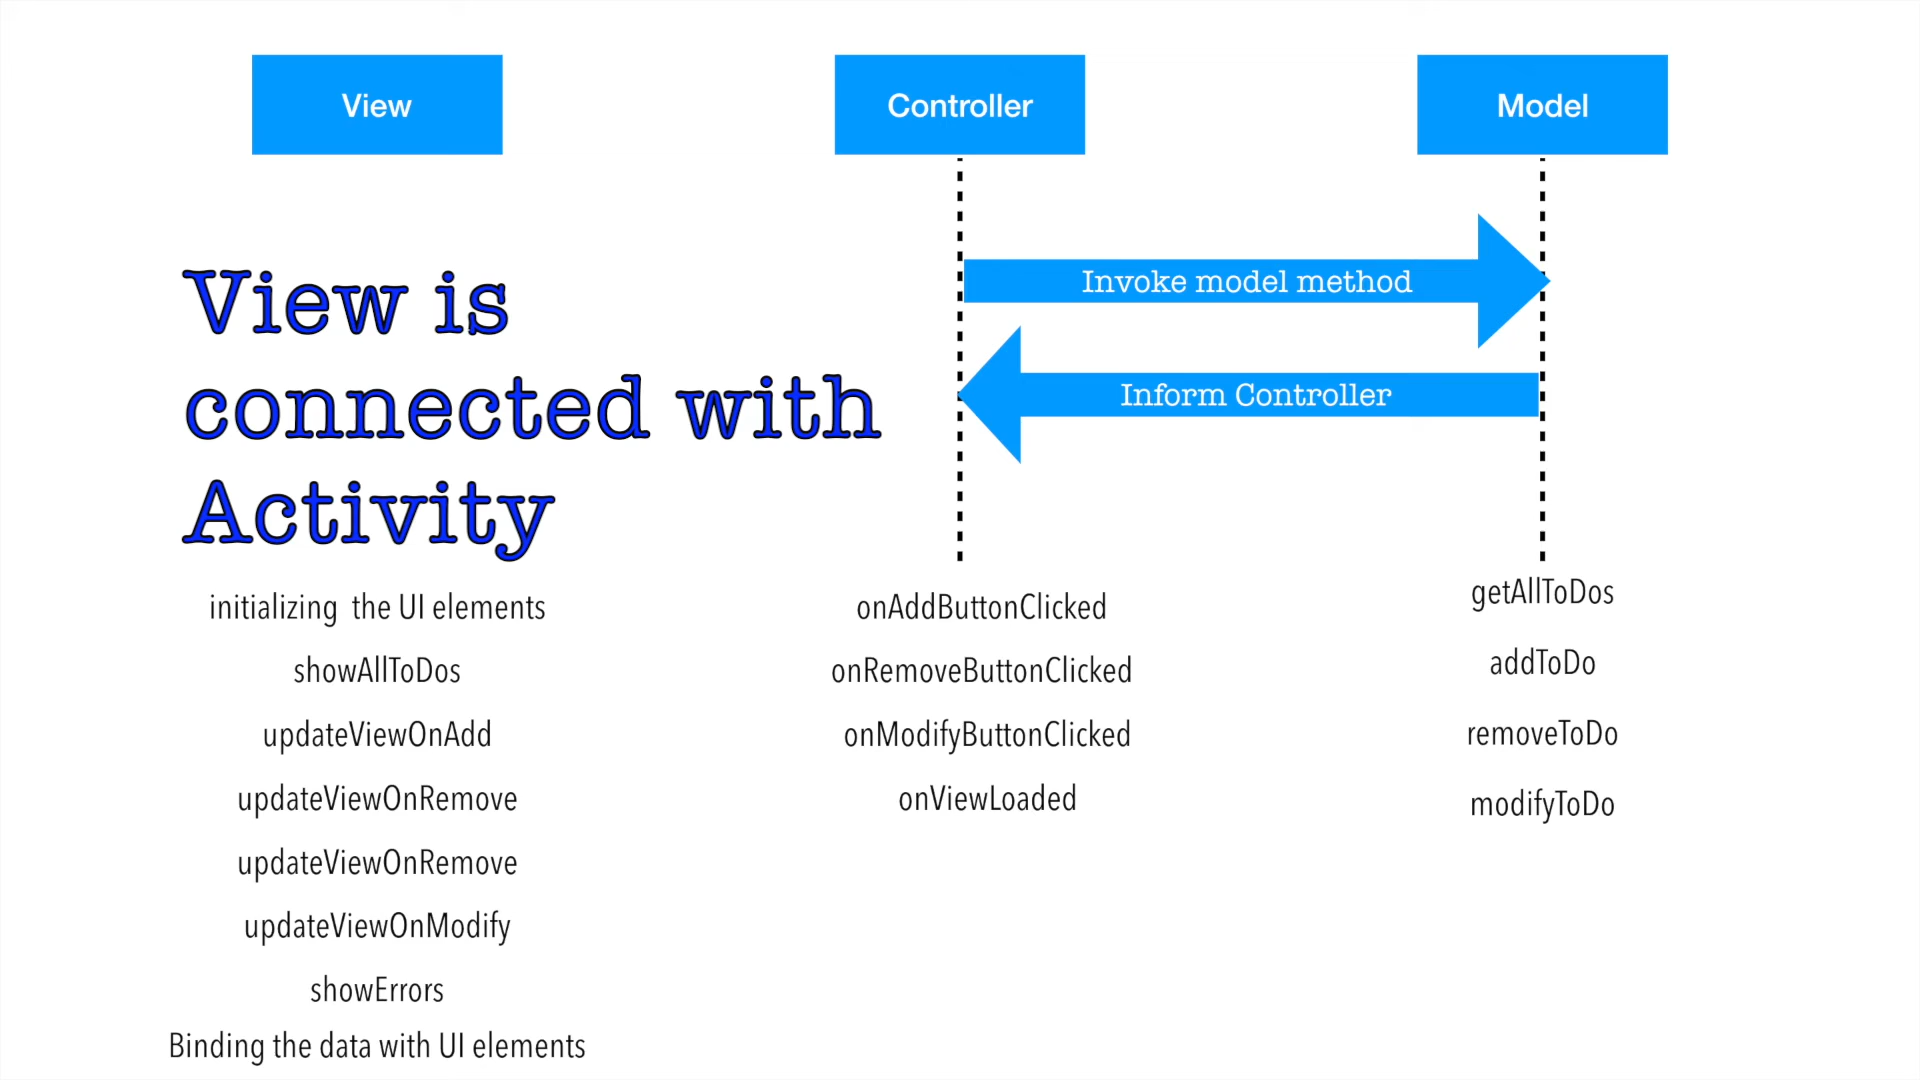 View
Controller
Model
Invoke model method
Inform Controller
View is
connected with
Activity
initializing the UI elements
showAllToDos
updateViewOnAdd
updateViewOnRemove
updateViewOnRemove
updateViewOnModify
showErrors
Binding the data with UI elements
onAddButtonClicked
onRemoveButtonClicked
onModifyButtonClicked
onViewLoaded
getAllToDos
addToDo
removeToDo
modifyToDo